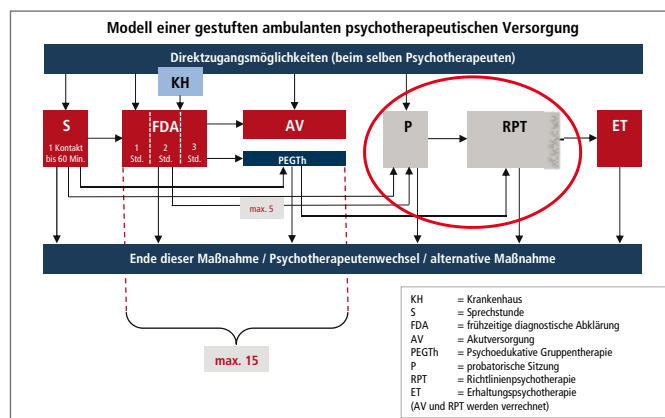 Modell einer gestuften ambulanten psychotherapeutischen Versorgung
Direktzugangsmöglichkeiten (beim selben Psychotherapeuten)
KH
S
1 Kontakt
bis 60 Min.
FDA
1
Std.
2
Std.
3
Std.
AV
PEGTh
P
RPT
ET
max. 5
Ende dieser Maßnahme / Psychotherapeutenwechsel / alternative Maßnahme
max. 15
KH = Krankenhaus
S = Sprechstunde
FDA = frühzeitige diagnostische Abklärung
AV = Akutversorgung
PEGTh = Psychoedukative Gruppentherapie
P = probatorische Sitzung
RPT = Richtlinienpsychotherapie
ET = Erhaltungspsychotherapie
(AV und RPT werden verrechnet)